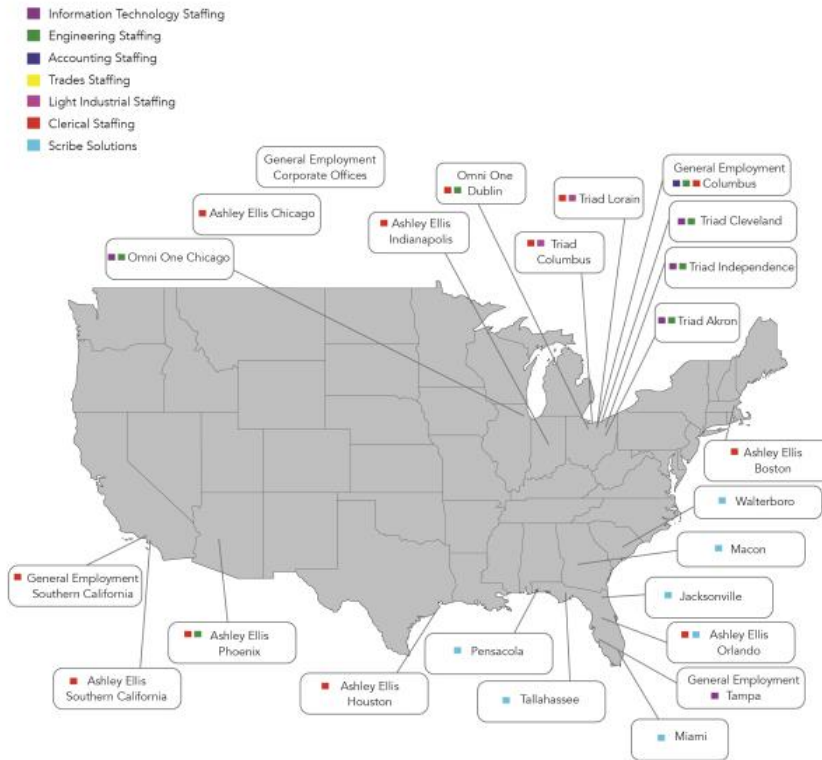 Information Technology Staffing
Engineering Staffing
Accounting Staffing
Trades Staffing
Light Industrial Staffing
Clerical Staffing
Scribe Solutions
General Employment
Corporate Offices
Omni One
Dublin
General Employment
Columbus
Ashley Ellis Chicago
Triad Lorain
Ashley Ellis
Indianapolis
Triad Cleveland
Omni One Chicago
Triad
Columbus
Triad Independence
Triad Akron
Ashley Ellis
Boston
Walterboro
Macon
General Employment
Southern California
Jacksonville
Ashley Ellis
Phoenix
Pensacola
Ashley Ellis
Orlando
Ashley Ellis
Southern California
Ashley Ellis
Houston
Tallahassee
General Employment
Tampa
Miami